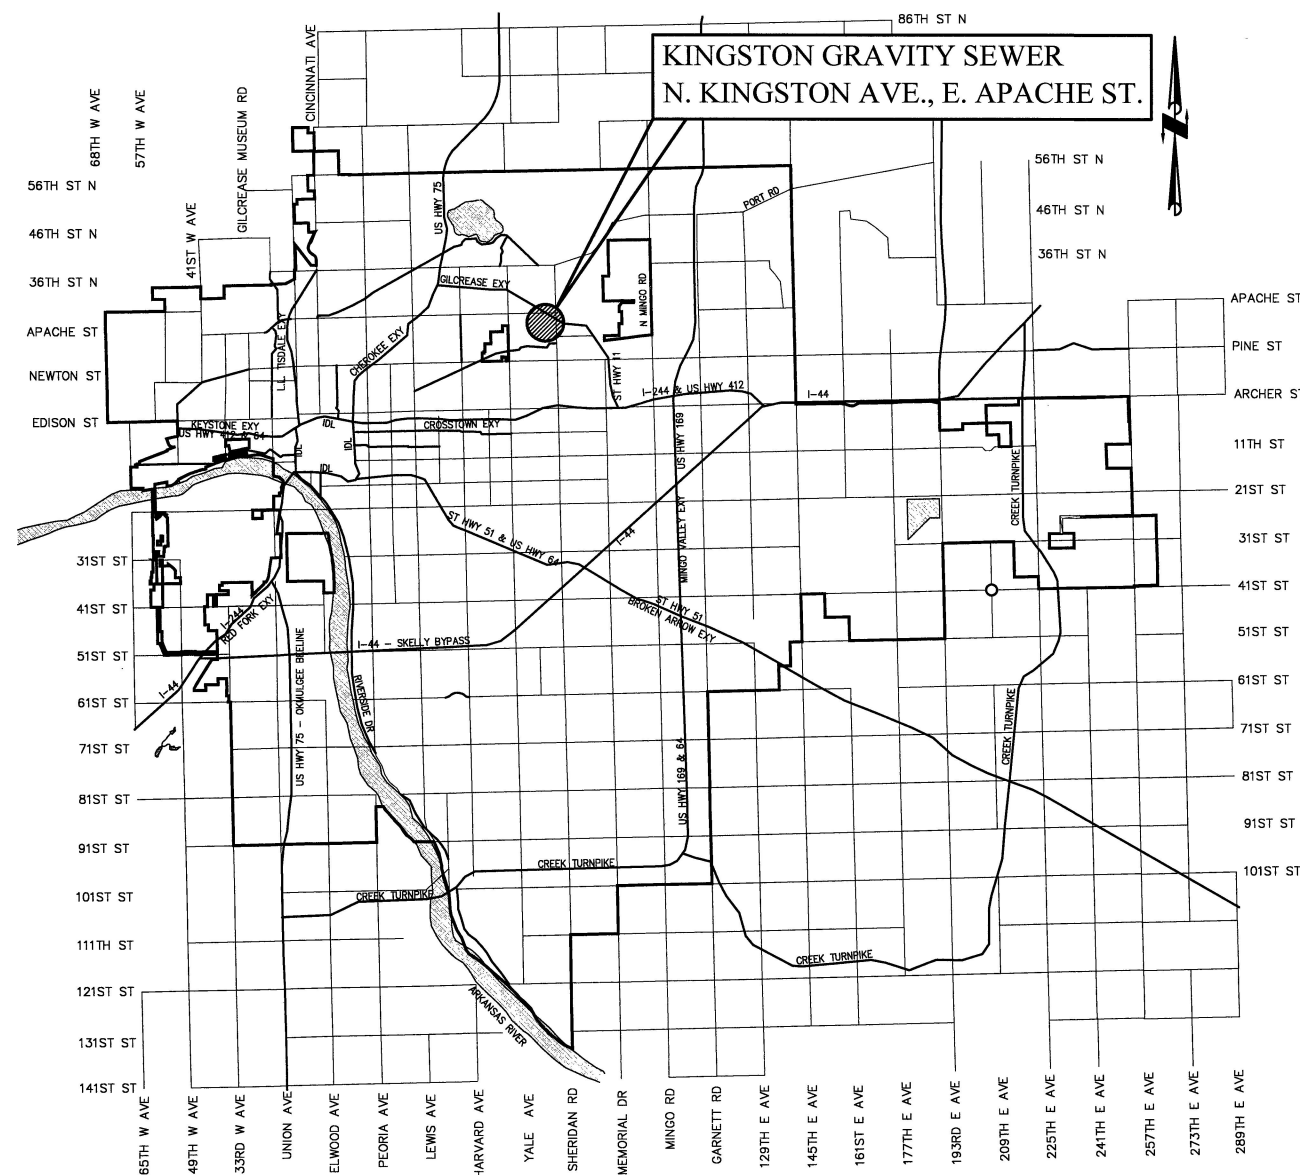 86TH ST N
KINGSTON GRAVITY SEWER
N. KINGSTON AVE., E. APACHE ST.
CINCINNATI AVE
68TH W AVE
57TH W AVE
GILCREASE MUSEUM RD
41ST W AVE
56TH ST N
46TH ST N
36TH ST N
APACHE ST
NEWTON ST
EDISON ST
56TH ST N
46TH ST N
36TH ST N
APACHE ST
PINE ST
ARCHER ST
11TH ST
21ST ST
31ST ST
41ST ST
51ST ST
61ST ST
71ST ST
81ST ST
91ST ST
101ST ST
US HWY 75
PORT RD
GILCREASE EXY
N MINGO RD
L.L. TISDALE EXY
CHEROKEE EXY
ST HWY 11
I-244 & US HWY 412
I-44
KEYSTONE EXY
US HWY 412 & 64
IDL
CROSSTOWN EXY
IDL
IDL
IDL
US HWY 169
MINGO VALLEY EXY
CREEK TURNPIKE
ST HWY 51 & US HWY 64
I-44
ST HWY 51
BROKEN ARROW EXY
I-244
RED FORK EXY
I-44 - SKELLY BYPASS
I-44
US HWY 75 - OKMULGEE BEELINE
RIVERSIDE DR
US HWY 169 & 64
CREEK TURNPIKE
CREEK TURNPIKE
CREEK TURNPIKE
CREEK TURNPIKE
ARKANSAS RIVER
31ST ST
41ST ST
51ST ST
61ST ST
71ST ST
81ST ST
91ST ST
101ST ST
111TH ST
121ST ST
131ST ST
141ST ST
65TH W AVE
49TH W AVE
33RD W AVE
UNION AVE
ELWOOD AVE
PEORIA AVE
LEWIS AVE
HARVARD AVE
YALE AVE
SHERIDAN RD
MEMORIAL DR
MINGO RD
GARNETT RD
129TH E AVE
145TH E AVE
161ST E AVE
177TH E AVE
193RD E AVE
209TH E AVE
225TH E AVE
241TH E AVE
257TH E AVE
273TH E AVE
289TH E AVE